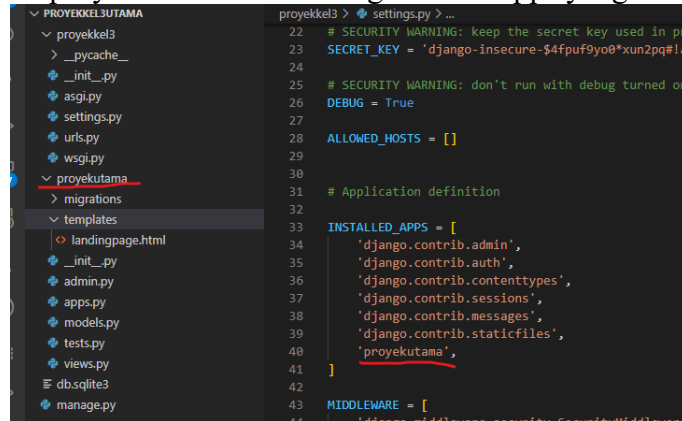 PROYEKKEL3UTAMA
proyekkel3
__pycache__
__init__.py
asgi.py
settings.py
urls.py
wsgi.py
proyekutama
migrations
templates
landingpage.html
__init__.py
admin.py
apps.py
models.py
tests.py
views.py
db.sqlite3
manage.py
proyekkel3 > settings.py > ...
22 # SECURITY WARNING: keep the secret key used in
23 SECRET_KEY = 'django-insecure-$4fpuf9yo0*xun2pq#!
24
25 # SECURITY WARNING: don't run with debug turned
26 DEBUG = True
27
28 ALLOWED_HOSTS = []
29
30
31 # Application definition
32
33 INSTALLED_APPS = [
34 'django.contrib.admin',
35 'django.contrib.auth',
36 'django.contrib.contenttypes',
37 'django.contrib.sessions',
38 'django.contrib.messages',
39 'django.contrib.staticfiles',
40 'proyekutama',
41 ]
42
43 MIDDLEWARE = [